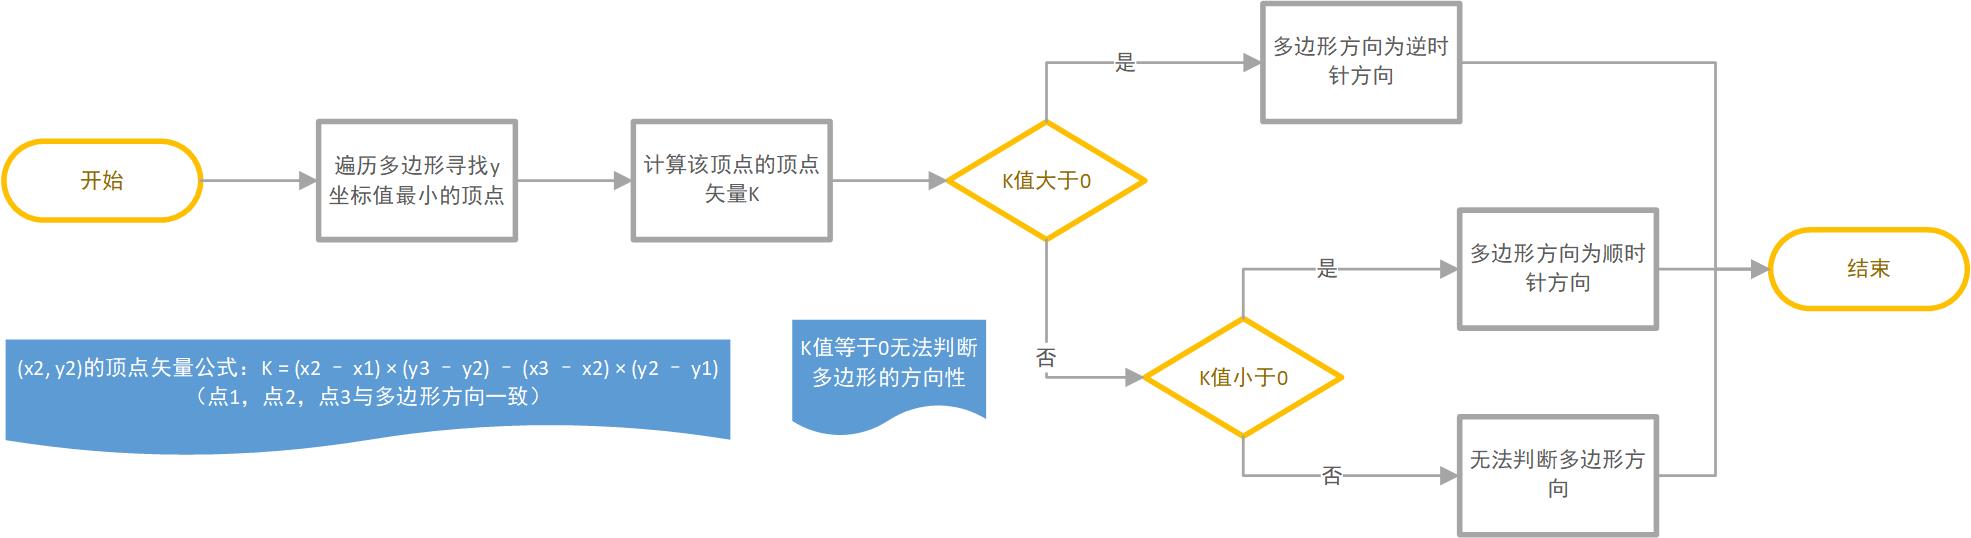 开始
遍历多边形寻找y
坐标值最小的顶点
计算该顶点的顶点
矢量K
K值大于0
是
多边形方向为逆时
针方向
否
K值小于0
是
多边形方向为顺时
针方向
否
无法判断多边形方
向
结束
(x2, y2)的顶点矢量公式：K = (x2 － x1) × (y3 － y2) － (x3 － x2) × (y2 － y1)
（点1，点2，点3与多边形方向一致）
K值等于0无法判断
多边形的方向性